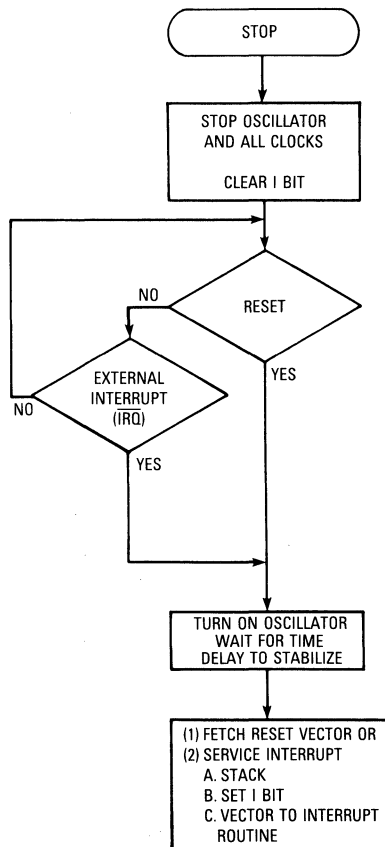 STOP
STOP OSCILLATOR
AND ALL CLOCKS
CLEAR I BIT
NO
RESET
EXTERNAL
INTERRUPT
(IRQ)
NO
YES
YES
TURN ON OSCILLATOR
WAIT FOR TIME
DELAY TO STABILIZE
(1) FETCH RESET VECTOR OR
(2) SERVICE INTERRUPT
A. STACK
B. SET I BIT
C. VECTOR TO INTERRUPT
ROUTINE